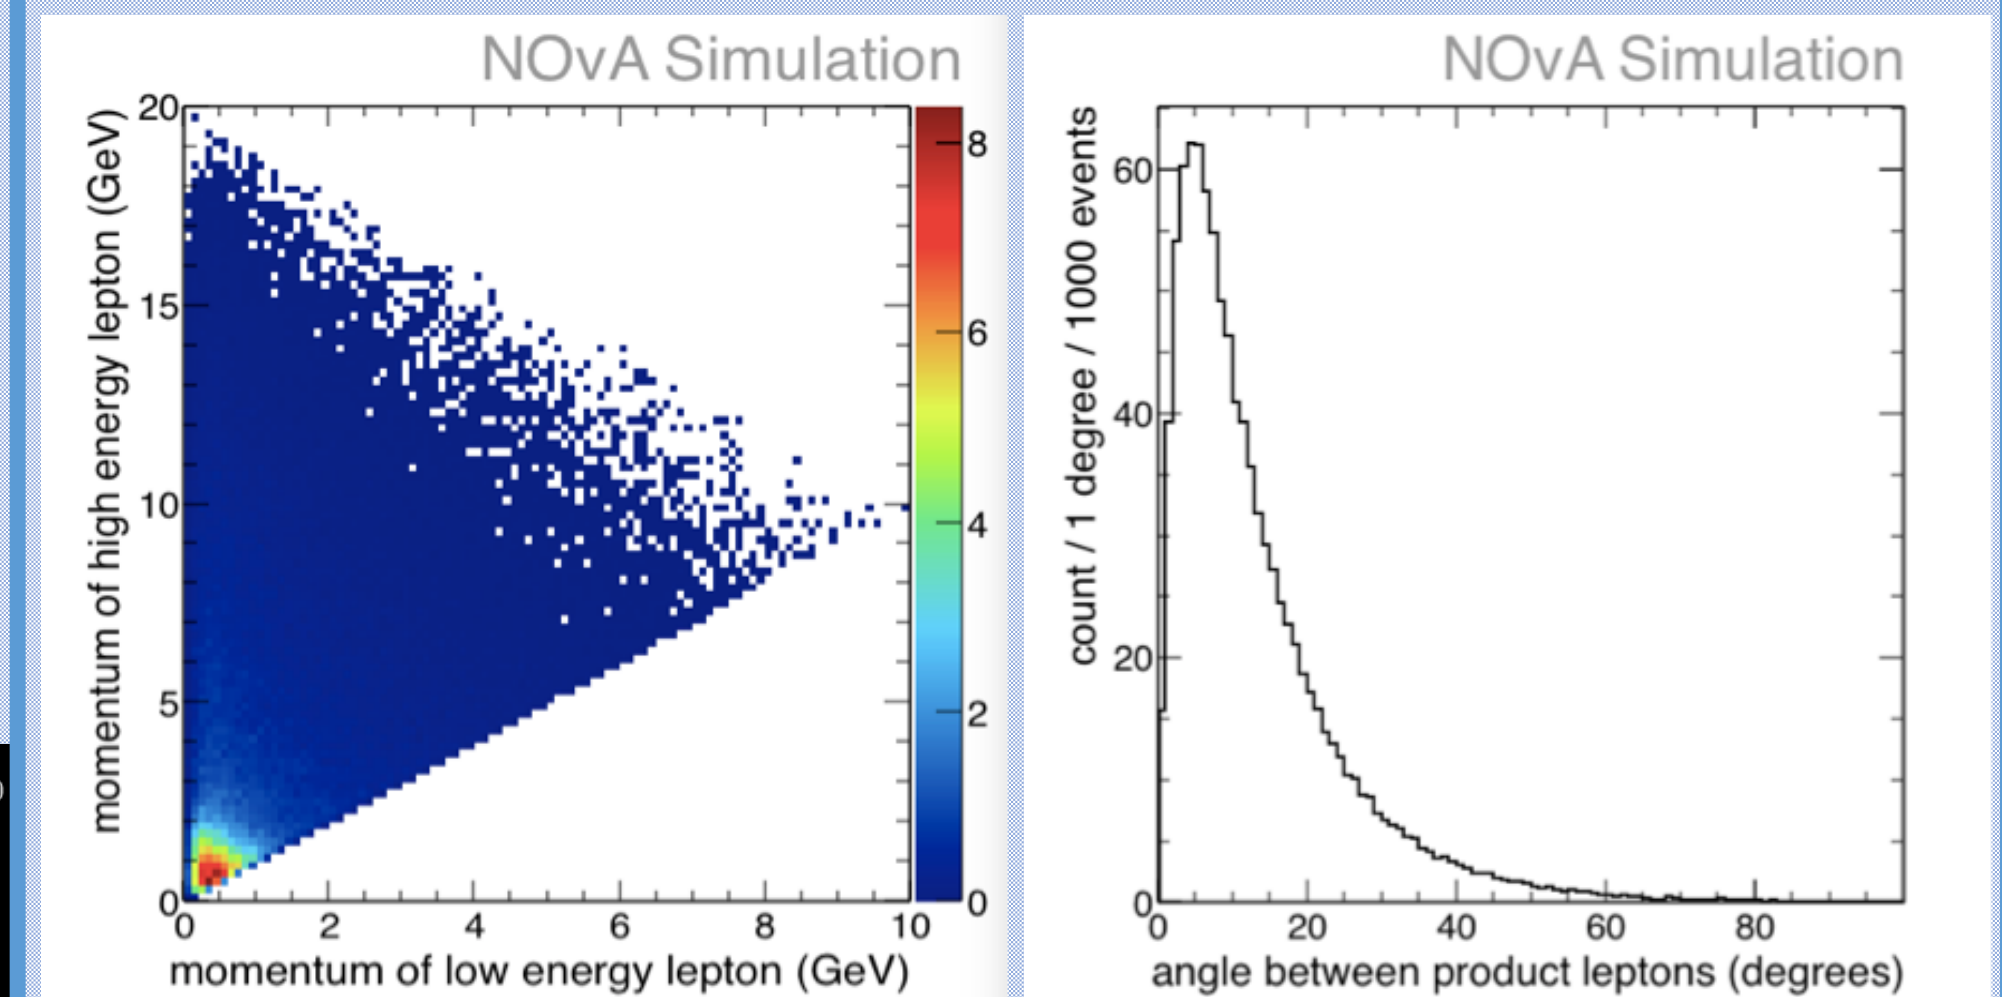 NOvA Simulation
momentum of high energy lepton (GeV)
20
15
10
5
0
0 2 4 6 8 10
momentum of low energy lepton (GeV)
8
6
4
2
0
NOvA Simulation
count / 1 degree / 1000 events
60
40
20
0
0 20 40 60 80
angle between product leptons (degrees)